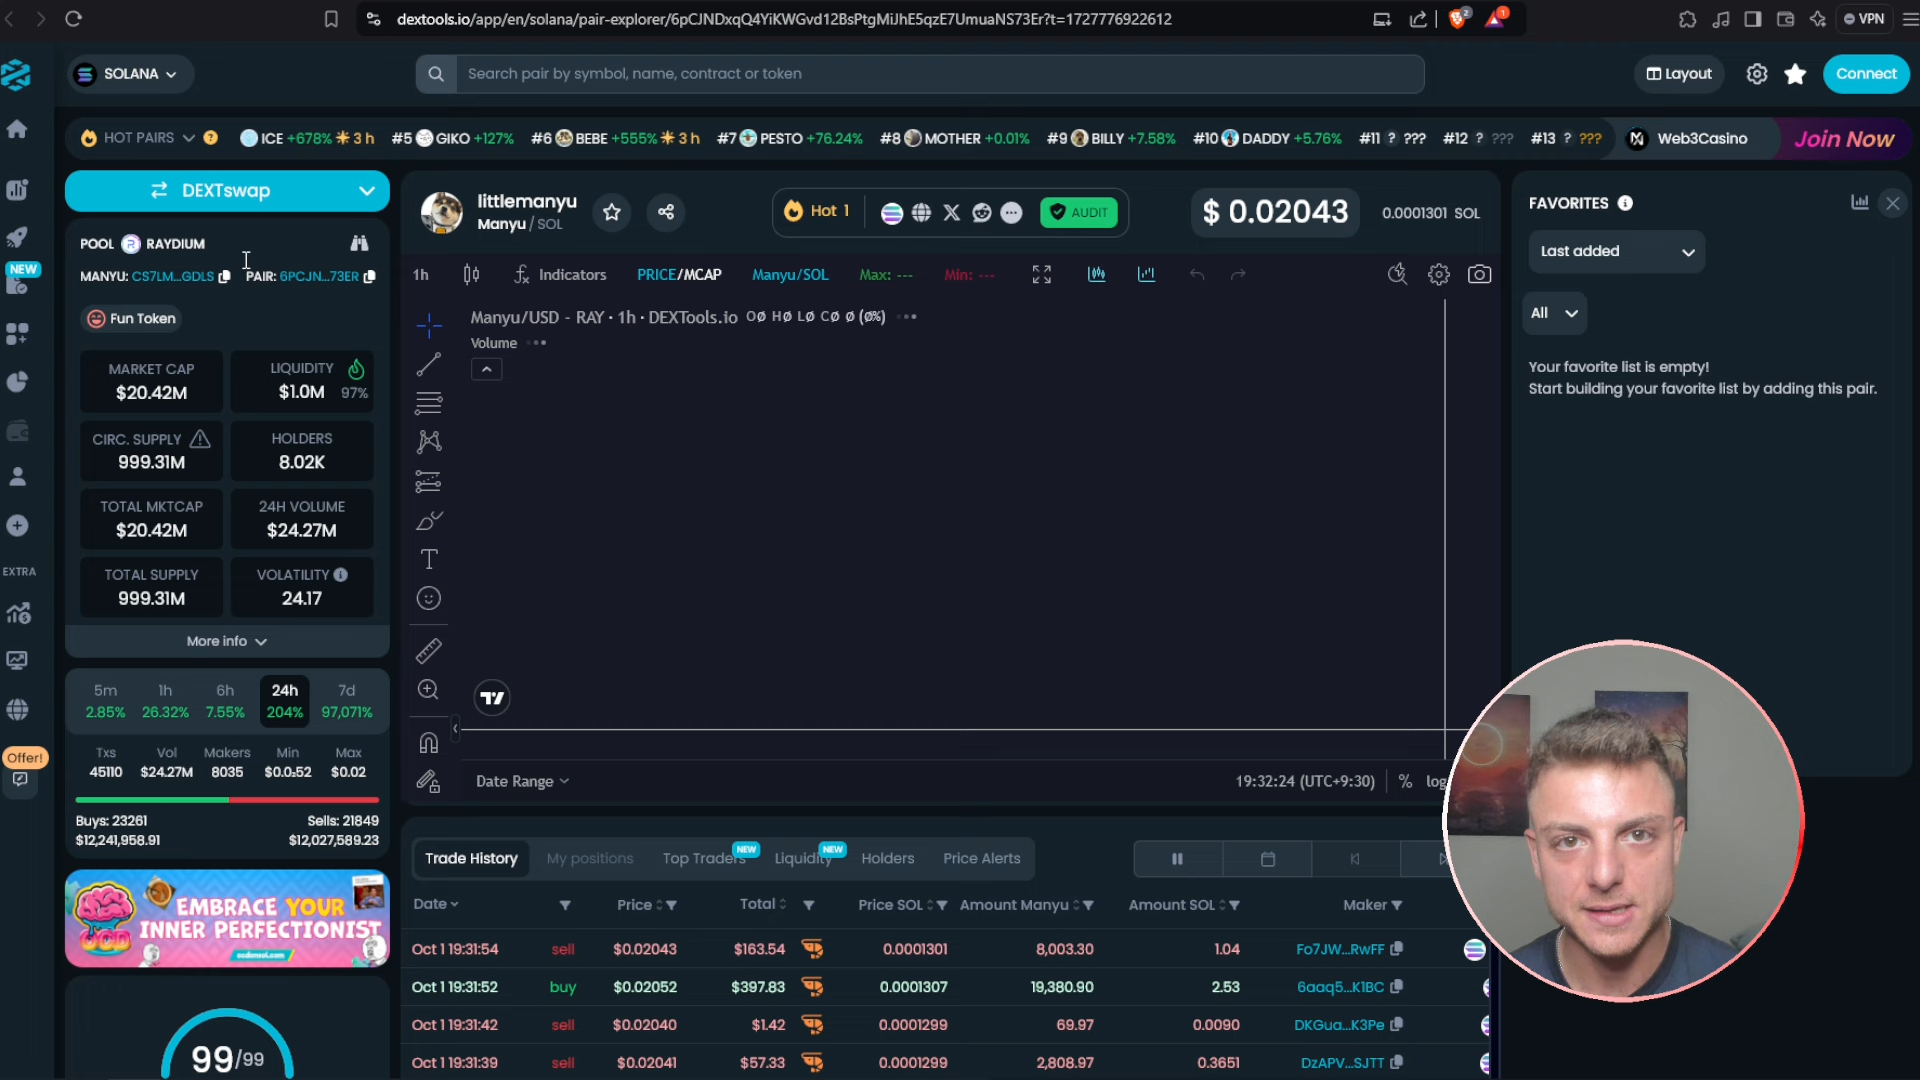 dextools.io/app/en/solana/pair-explorer/6pCJNDxqQ4YiKWGvd12BsPtgMiJhE5qzE7UmuaNS73Er?t=1727776922612
2
1
VPN
SOLANA
Search pair by symbol, name, contract or token
Layout
Connect
HOT PAIRS ? ICE +678% 3 h #5 GIKO +127% #6 BEBE +555% 3 h #7 PESTO +76.24% #8 MOTHER +0.01% #9 BILLY +7.58% #10 DADDY +5.76% #11 ? ??? #12 ? ??? #13 ? ??? Web3Casino Join Now
DEXTswap
POOL RAYDIUM
MANYU: CS7LM...GDLS PAIR: 6PCJN...73ER
Fun Token
MARKET CAP
$20.42M
LIQUIDITY
$1.0M 97%
CIRC. SUPPLY
999.31M
HOLDERS
8.02K
TOTAL MKTCAP
$20.42M
24H VOLUME
$24.27M
TOTAL SUPPLY
999.31M
VOLATILITY
24.17
More info
5m 1h 6h 24h 7d
2.85% 26.32% 7.55% 204% 97,071%
Txs Vol Makers Min Max
45110 $24.27M 8035 $0.0₅52 $0.02
Buys: 23261 Sells: 21849
$12,241,958.91 $12,027,589.23
OCD
EMBRACE YOUR
INNER PERFECTIONIST
ocdonsol.com
99/99
NEW
EXTRA
Offer!
littlemanyu
Manyu / SOL
Hot 1
AUDIT
$ 0.02043 0.0001301 SOL
1h Indicators PRICE/MCAP Manyu/SOL Max: --- Min: ---
Manyu/USD - RAY · 1h · DEXTools.io O∅ H∅ L∅ C∅ ∅ (∅%)
Volume
Date Range 19:32:24 (UTC+9:30) % log
Trade History My positions Top Traders NEW Liquidity NEW Holders Price Alerts
Date Price Total Price SOL Amount Manyu Amount SOL Maker
Oct 1 19:31:54 sell $0.02043 $163.54 0.0001301 8,003.30 1.04 Fo7JW...RwFF
Oct 1 19:31:52 buy $0.02052 $397.83 0.0001307 19,380.90 2.53 6aaq5...K1BC
Oct 1 19:31:42 sell $0.02040 $1.42 0.0001299 69.97 0.0090 DKGua...K3Pe
Oct 1 19:31:39 sell $0.02041 $57.33 0.0001299 2,808.97 0.3651 DzAPV...SJTT
FAVORITES
Last added
All
Your favorite list is empty!
Start building your favorite list by adding this pair.